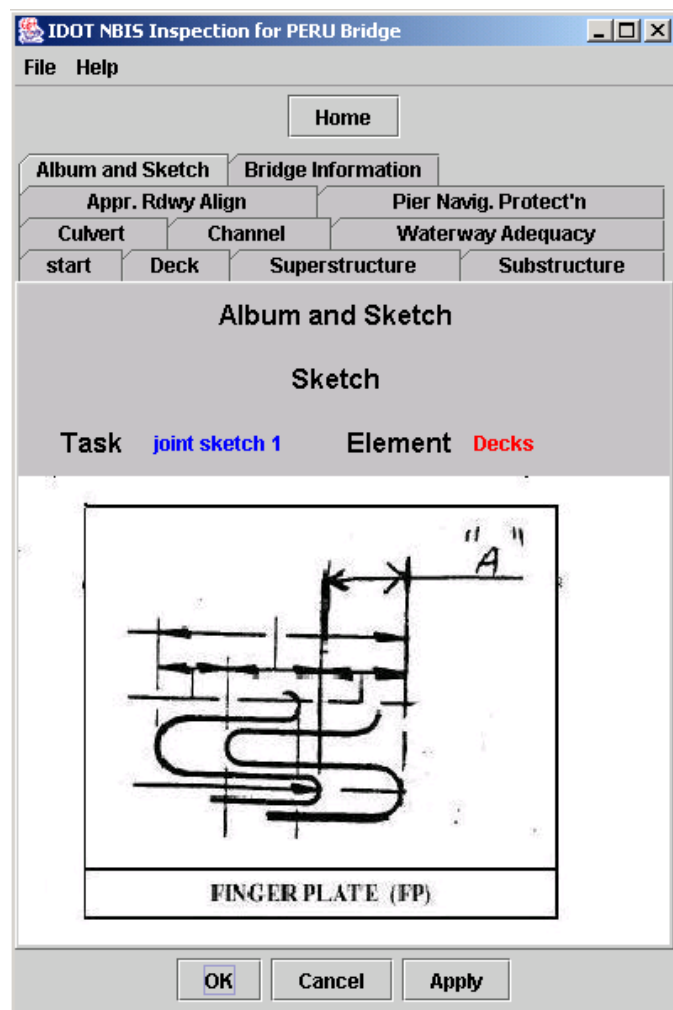 IDOT NBIS Inspection for PERU Bridge
File Help
Home
Album and Sketch Bridge Information
Appr. Rdwy Align Pier Navig. Protect'n
Culvert Channel Waterway Adequacy
start Deck Superstructure Substructure
Album and Sketch
Sketch
Task joint sketch 1 Element Decks
"A"
FINGER PLATE (FP)
OK Cancel Apply